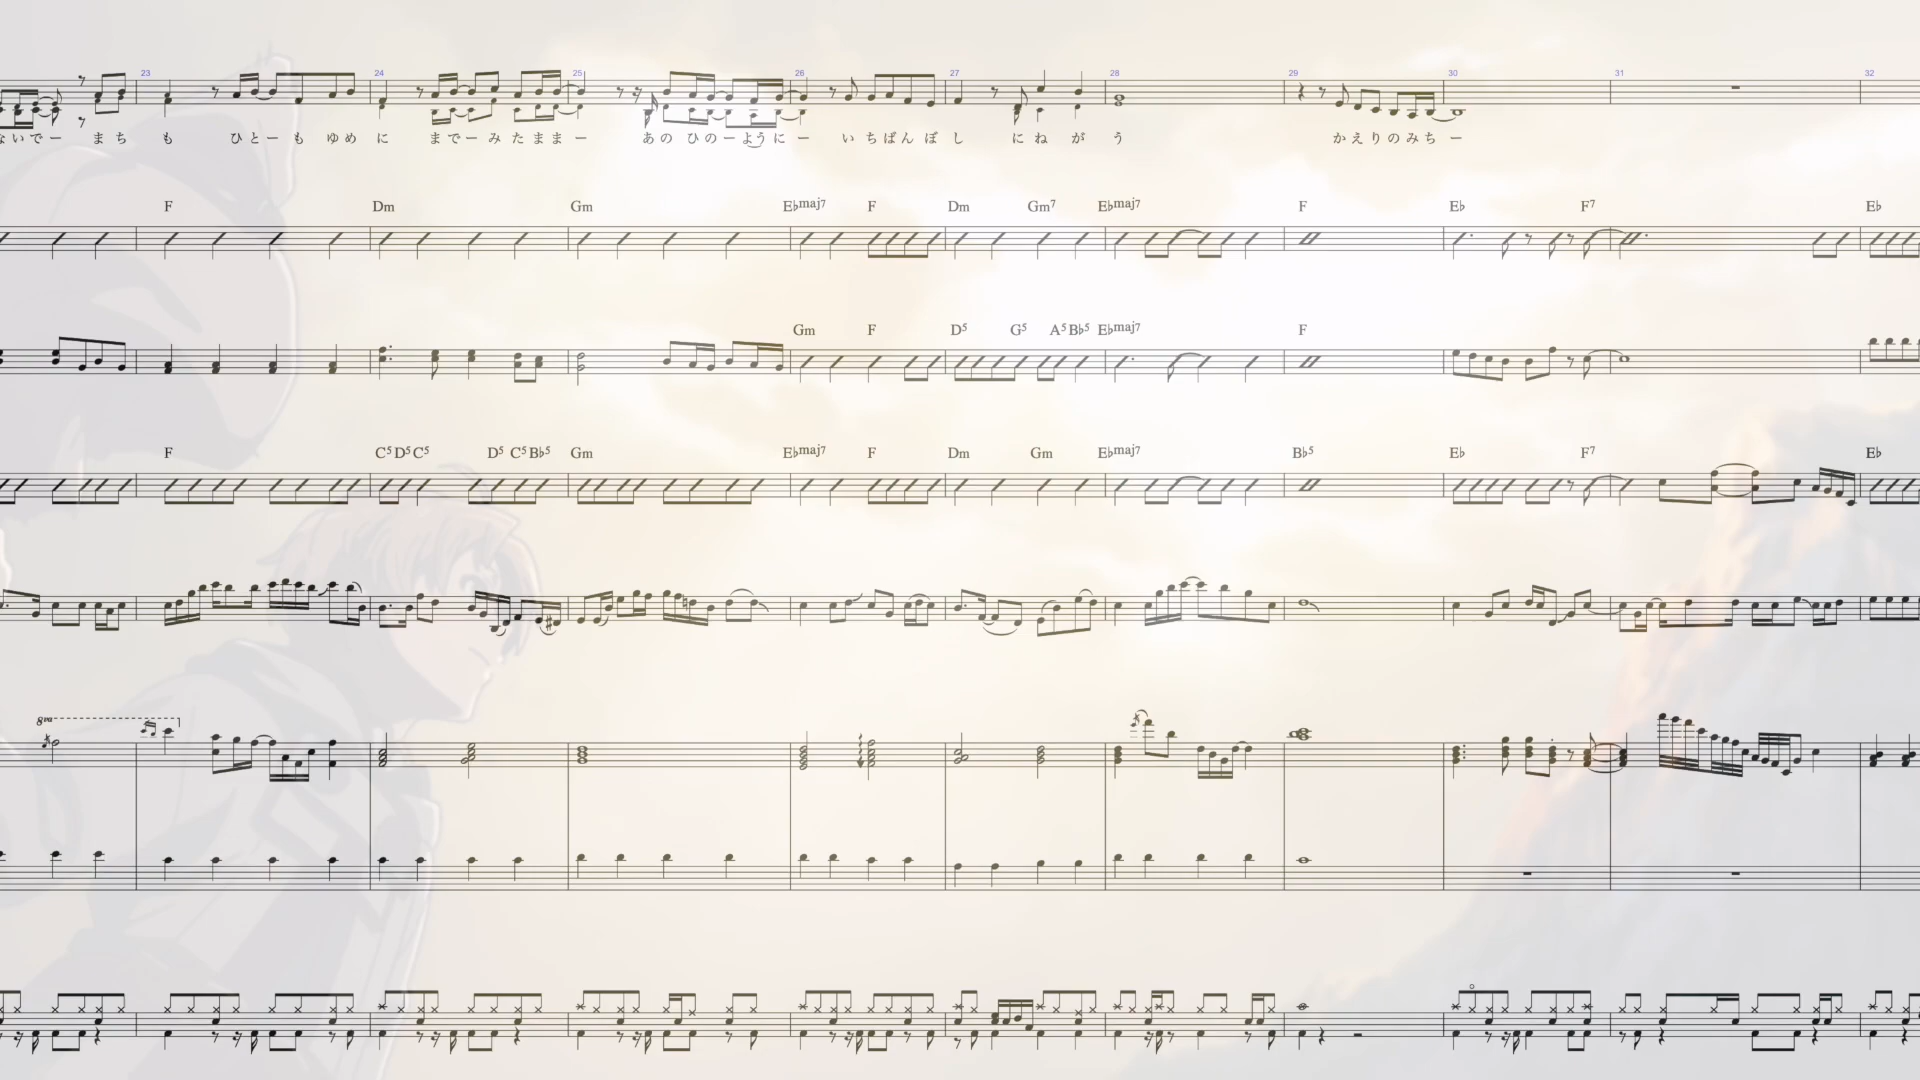 23 24 25 26 27 28 29 30 31 32
ないでー まち も ひとー も ゆめ に までー み た ままー あの ひのー ように ー いちばん ぼ し に ね が う かえりのみち ー
F Dm Gm E♭maj7 F Dm Gm7 E♭maj7 F E♭ F7 E♭
Gm F D5 G5 A5 B♭5 E♭maj7 F
F C5 D5 C5 D5 C5 B♭5 Gm E♭maj7 F Dm Gm E♭maj7 B♭5 E♭ F7 E♭
8va